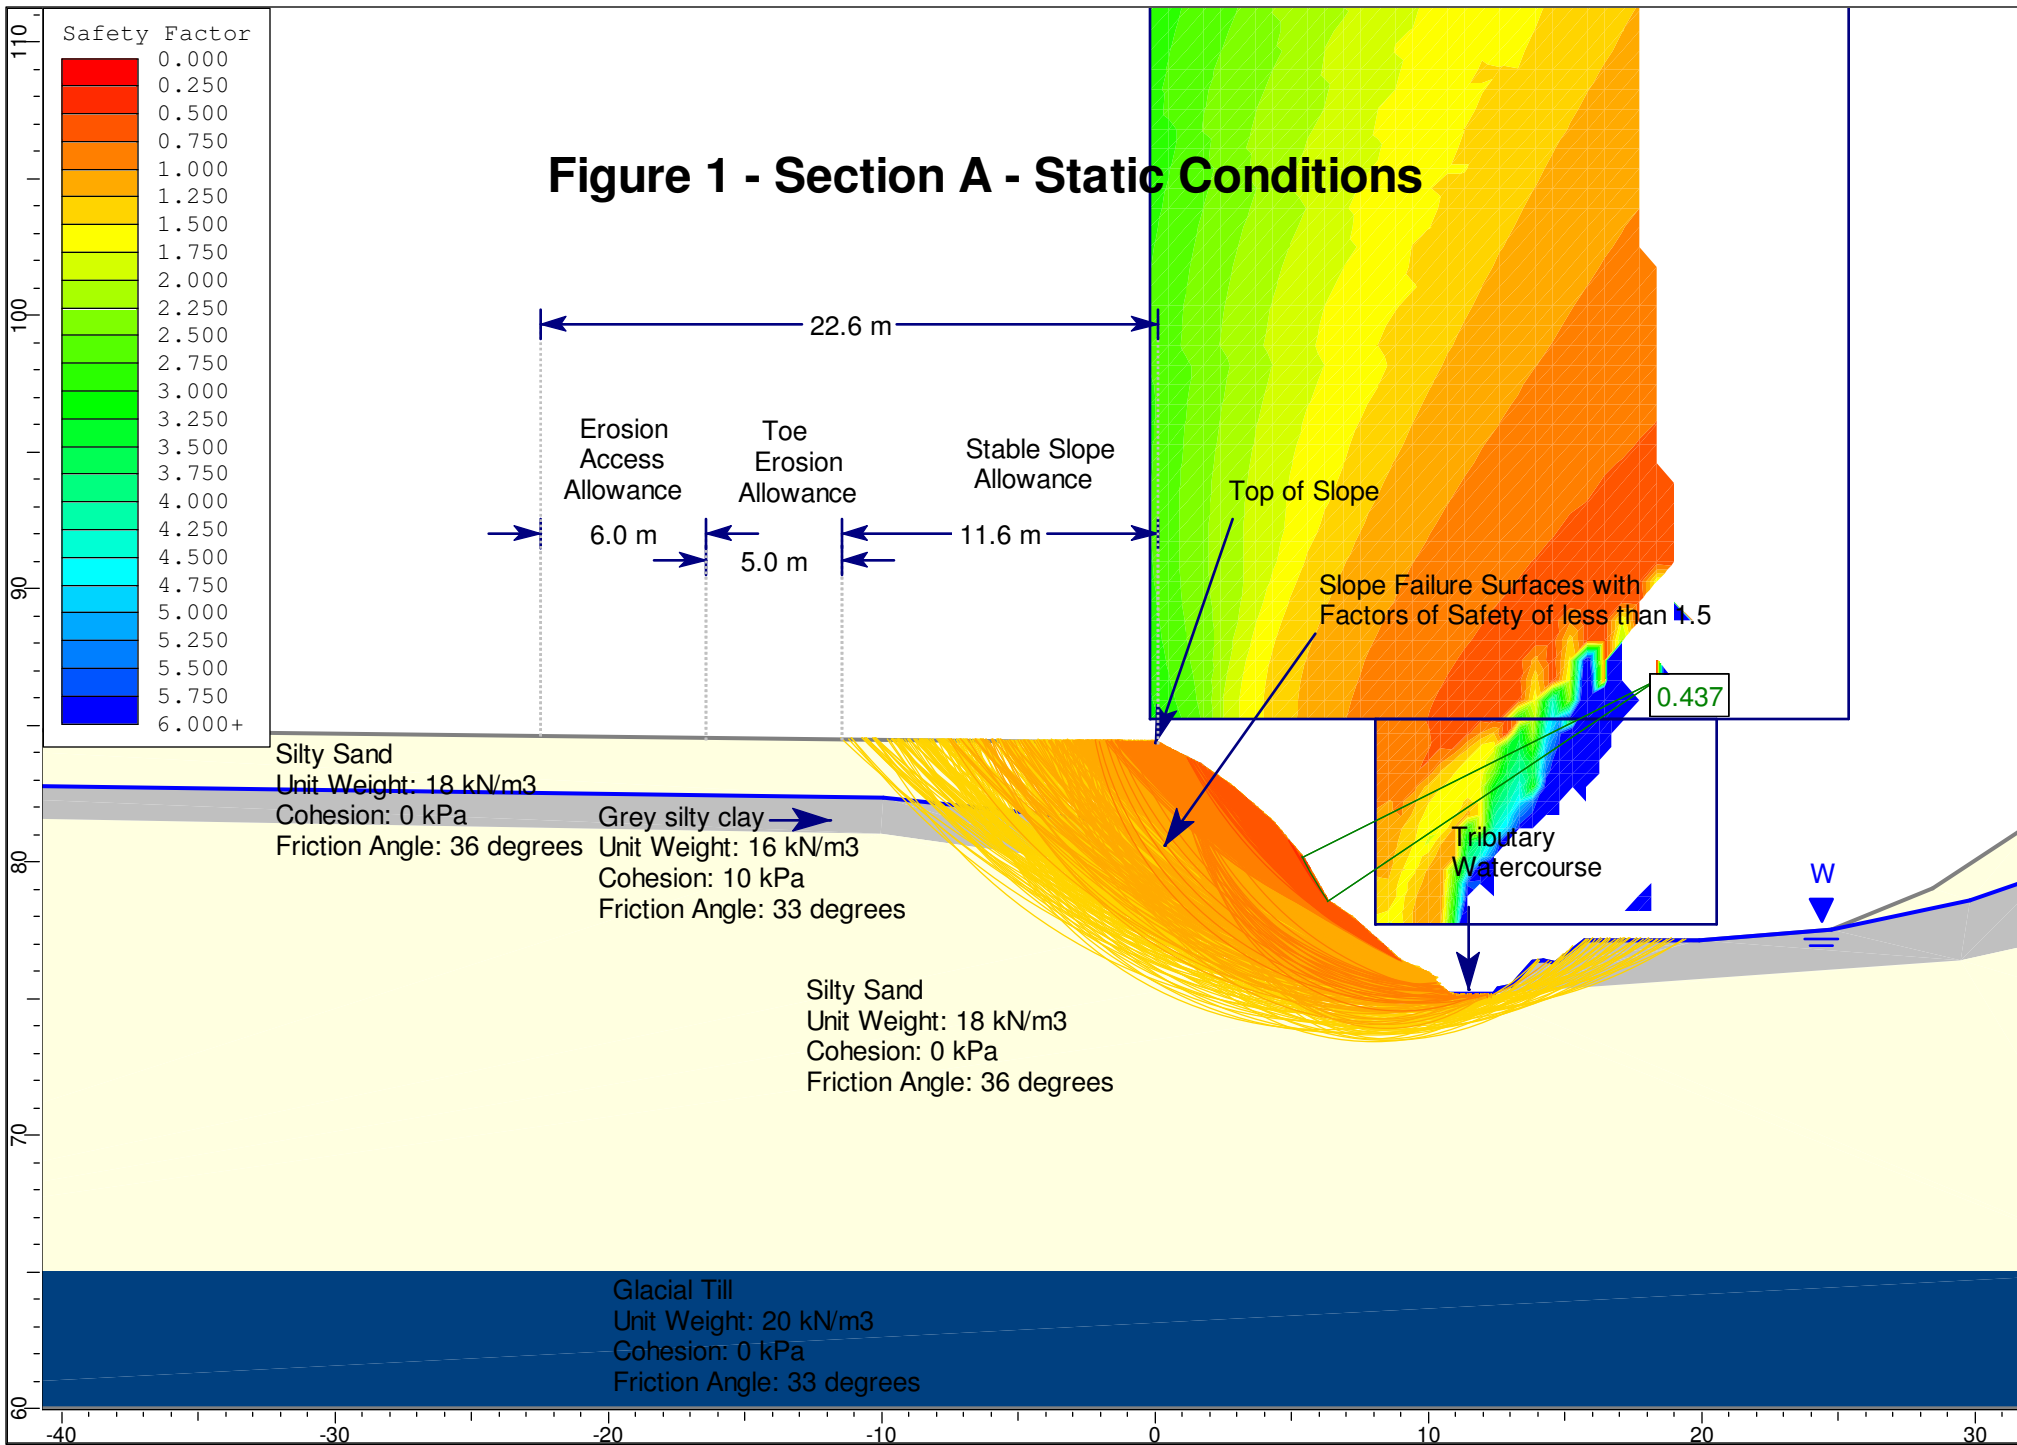 Safety Factor
0.000
0.250
0.500
0.750
1.000
1.250
1.500
1.750
2.000
2.250
2.500
2.750
3.000
3.250
3.500
3.750
4.000
4.250
4.500
4.750
5.000
5.250
5.500
5.750
6.000+
Figure 1 - Section A - Static Conditions
22.6 m
Erosion
Access
Allowance
6.0 m
Toe
Erosion
Allowance
5.0 m
Stable Slope
Allowance
11.6 m
Top of Slope
Slope Failure Surfaces with
Factors of Safety of less than 1.5
0.437
Tributary
Watercourse
W
Silty Sand
Unit Weight: 18 kN/m3
Cohesion: 0 kPa
Friction Angle: 36 degrees
Grey silty clay
Unit Weight: 16 kN/m3
Cohesion: 10 kPa
Friction Angle: 33 degrees
Silty Sand
Unit Weight: 18 kN/m3
Cohesion: 0 kPa
Friction Angle: 36 degrees
Glacial Till
Unit Weight: 20 kN/m3
Cohesion: 0 kPa
Friction Angle: 33 degrees
110
100
90
80
70
60
-40 -30 -20 -10 0 10 20 30